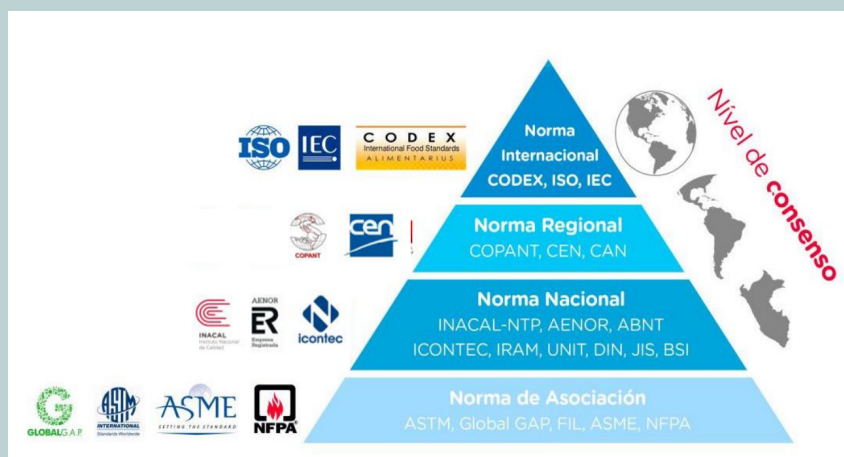 Norma
Internacional
CODEX, ISO, IEC
ISO
IEC
CODEX
International Food Standards
ALIMENTARIUS
Nível de consenso
Norma Regional
COPANT, CEN, CAN
COPANT
cen
Norma Nacional
INACAL-NTP, AENOR, ABNT
ICONTEC, IRAM, UNIT, DIN, JIS, BSI
INACAL
Instituto Nacional
de Calidad
AENOR
ER
Empresa
Registrada
icontec
Norma de Asociación
ASTM, Global GAP, FIL, ASME, NFPA
GLOBALG.A.P.
ASTM
INTERNATIONAL
Standards Worldwide
ASME
SETTING THE STANDARD
NFPA